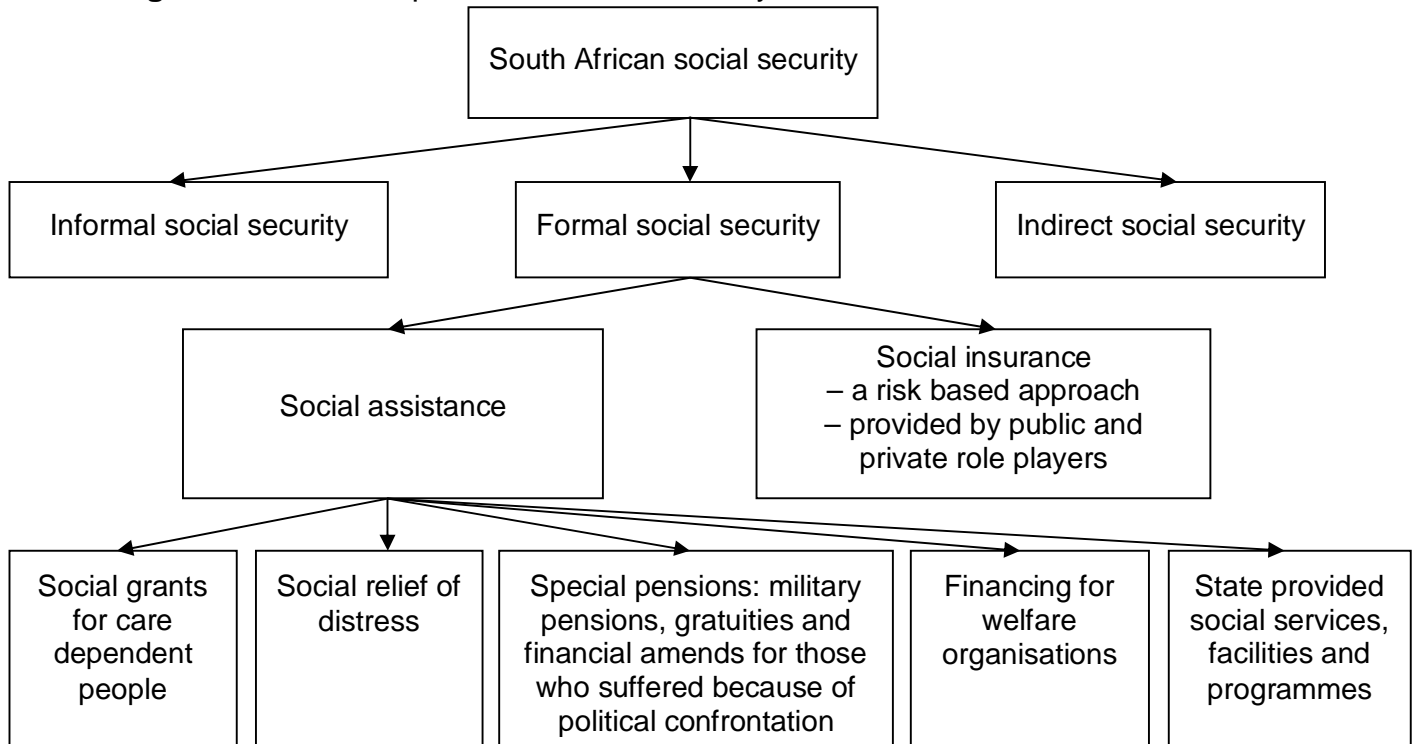 South African social security
Informal social security
Formal social security
Indirect social security
Social assistance
Social insurance
– a risk based approach
– provided by public and
private role players
Social grants
for care
dependent
people
Social relief of
distress
Special pensions: military
pensions, gratuities and
financial amends for those
who suffered because of
political confrontation
Financing for
welfare
organisations
State provided
social services,
facilities and
programmes